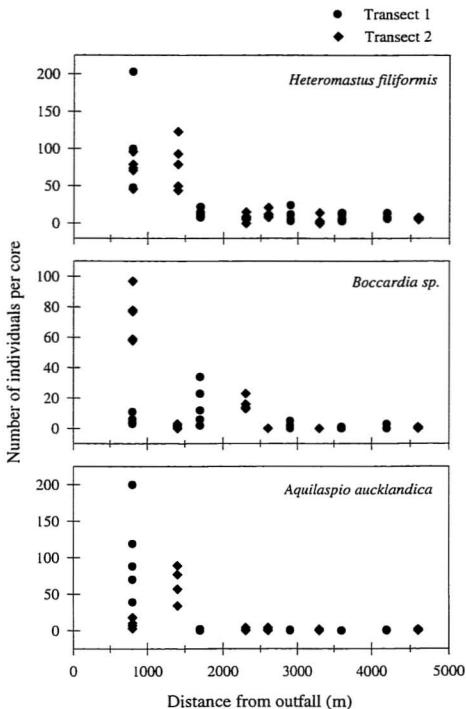 Transect 1
Transect 2
Heteromastus filiformis
200
150
100
50
0
Boccardia sp.
100
80
60
40
20
0
Aquilaspio aucklandica
200
150
100
50
0
0 1000 2000 3000 4000 5000
Number of individuals per core
Distance from outfall (m)